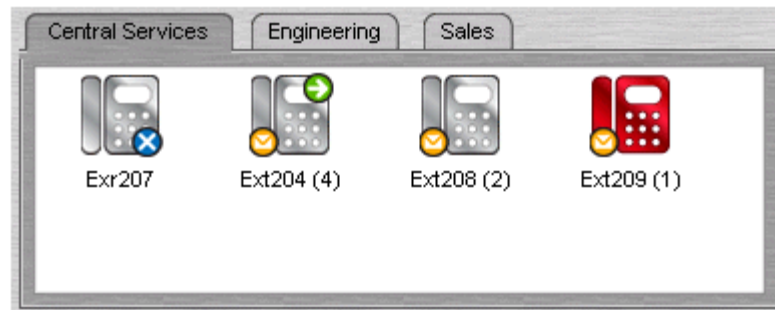 Central Services Engineering Sales
Exr207 Ext204 (4) Ext208 (2) Ext209 (1)